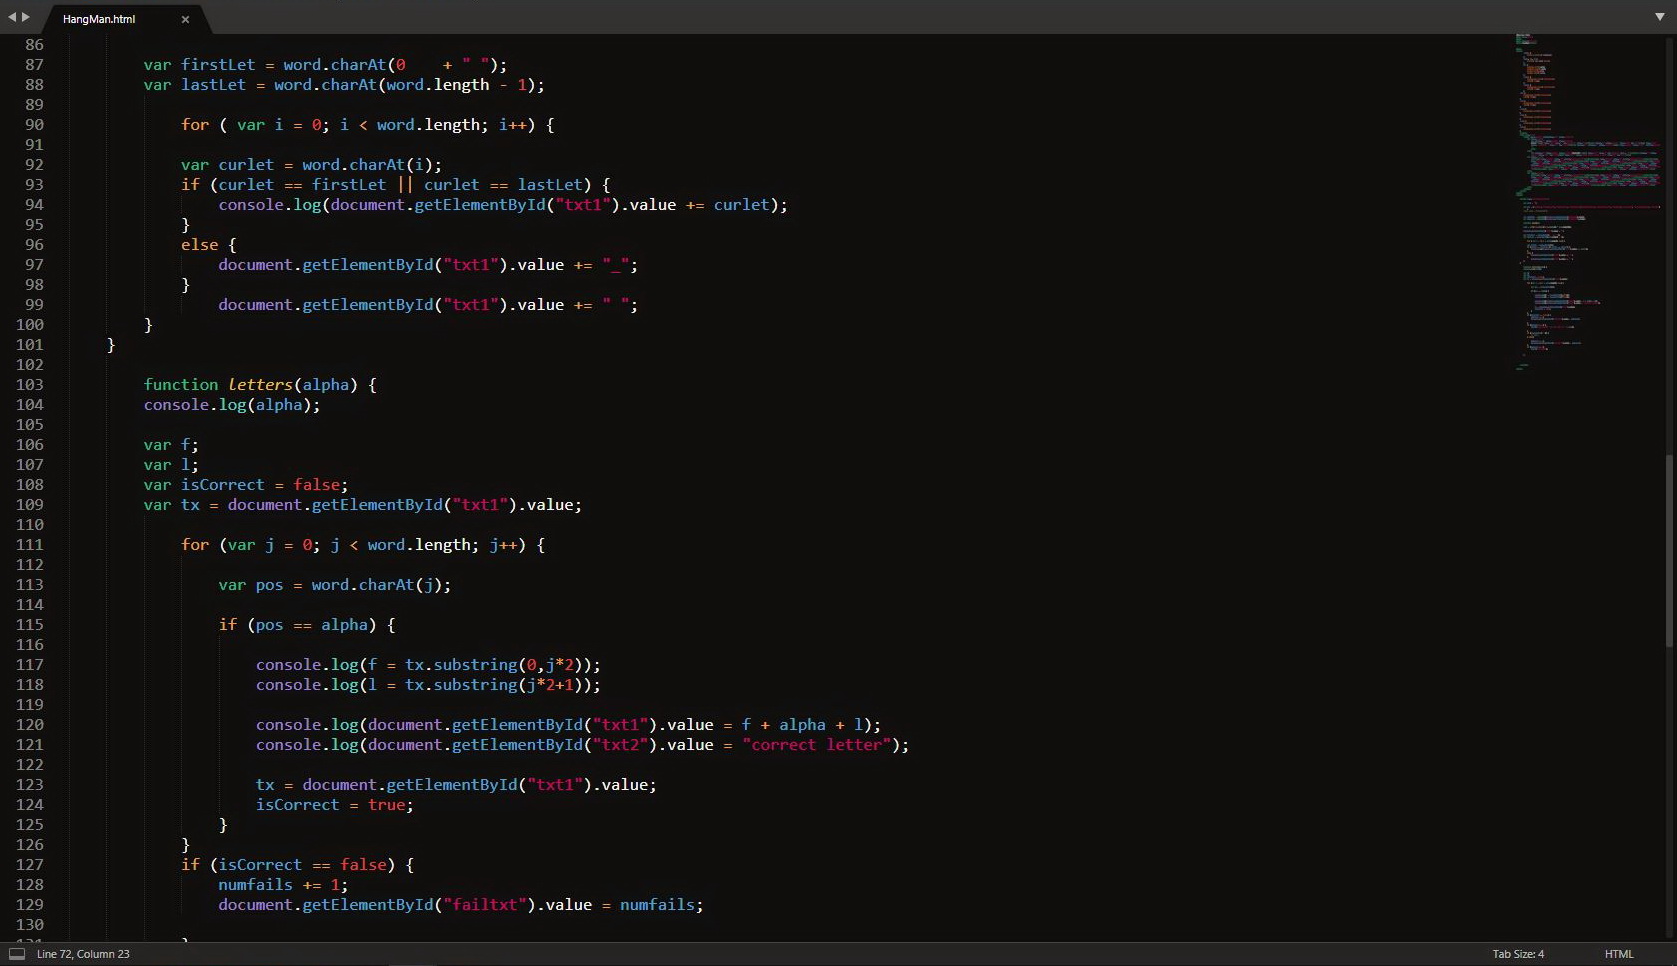 HangMan.html ×
86
87 var firstLet = word.charAt(0    + " ");
88 var lastLet = word.charAt(word.length - 1);
89
90 for ( var i = 0; i < word.length; i++) {
91
92 var curlet = word.charAt(i);
93 if (curlet == firstLet || curlet == lastLet) {
94 console.log(document.getElementById("txt1").value += curlet);
95 }
96 else {
97 document.getElementById("txt1").value += "_";
98 }
99 document.getElementById("txt1").value += " ";
100 }
101 }
102
103 function letters(alpha) {
104 console.log(alpha);
105
106 var f;
107 var l;
108 var isCorrect = false;
109 var tx = document.getElementById("txt1").value;
110
111 for (var j = 0; j < word.length; j++) {
112
113 var pos = word.charAt(j);
114
115 if (pos == alpha) {
116
117 console.log(f = tx.substring(0,j*2));
118 console.log(l = tx.substring(j*2+1));
119
120 console.log(document.getElementById("txt1").value = f + alpha + l);
121 console.log(document.getElementById("txt2").value = "correct letter");
122
123 tx = document.getElementById("txt1").value;
124 isCorrect = true;
125 }
126 }
127 if (isCorrect == false) {
128 numfails += 1;
129 document.getElementById("failtxt").value = numfails;
130
131 }
Line 72, Column 23 Tab Size: 4 HTML